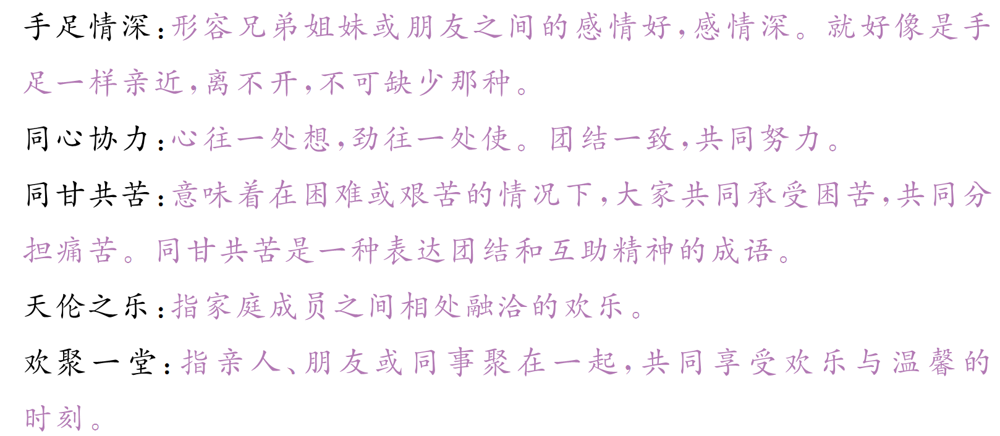 手足情深:形容兄弟姐妹或朋友之间的感情好,感情深。就好像是手
足一样亲近,离不开,不可缺少那种。
同心协力:心往一处想,劲往一处使。团结一致,共同努力。
同甘共苦:意味着在困难或艰苦的情况下,大家共同承受困苦,共同分
担痛苦。同甘共苦是一种表达团结和互助精神的成语。
天伦之乐:指家庭成员之间相处融洽的欢乐。
欢聚一堂:指亲人、朋友或同事聚在一起,共同享受欢乐与温馨的
时刻。